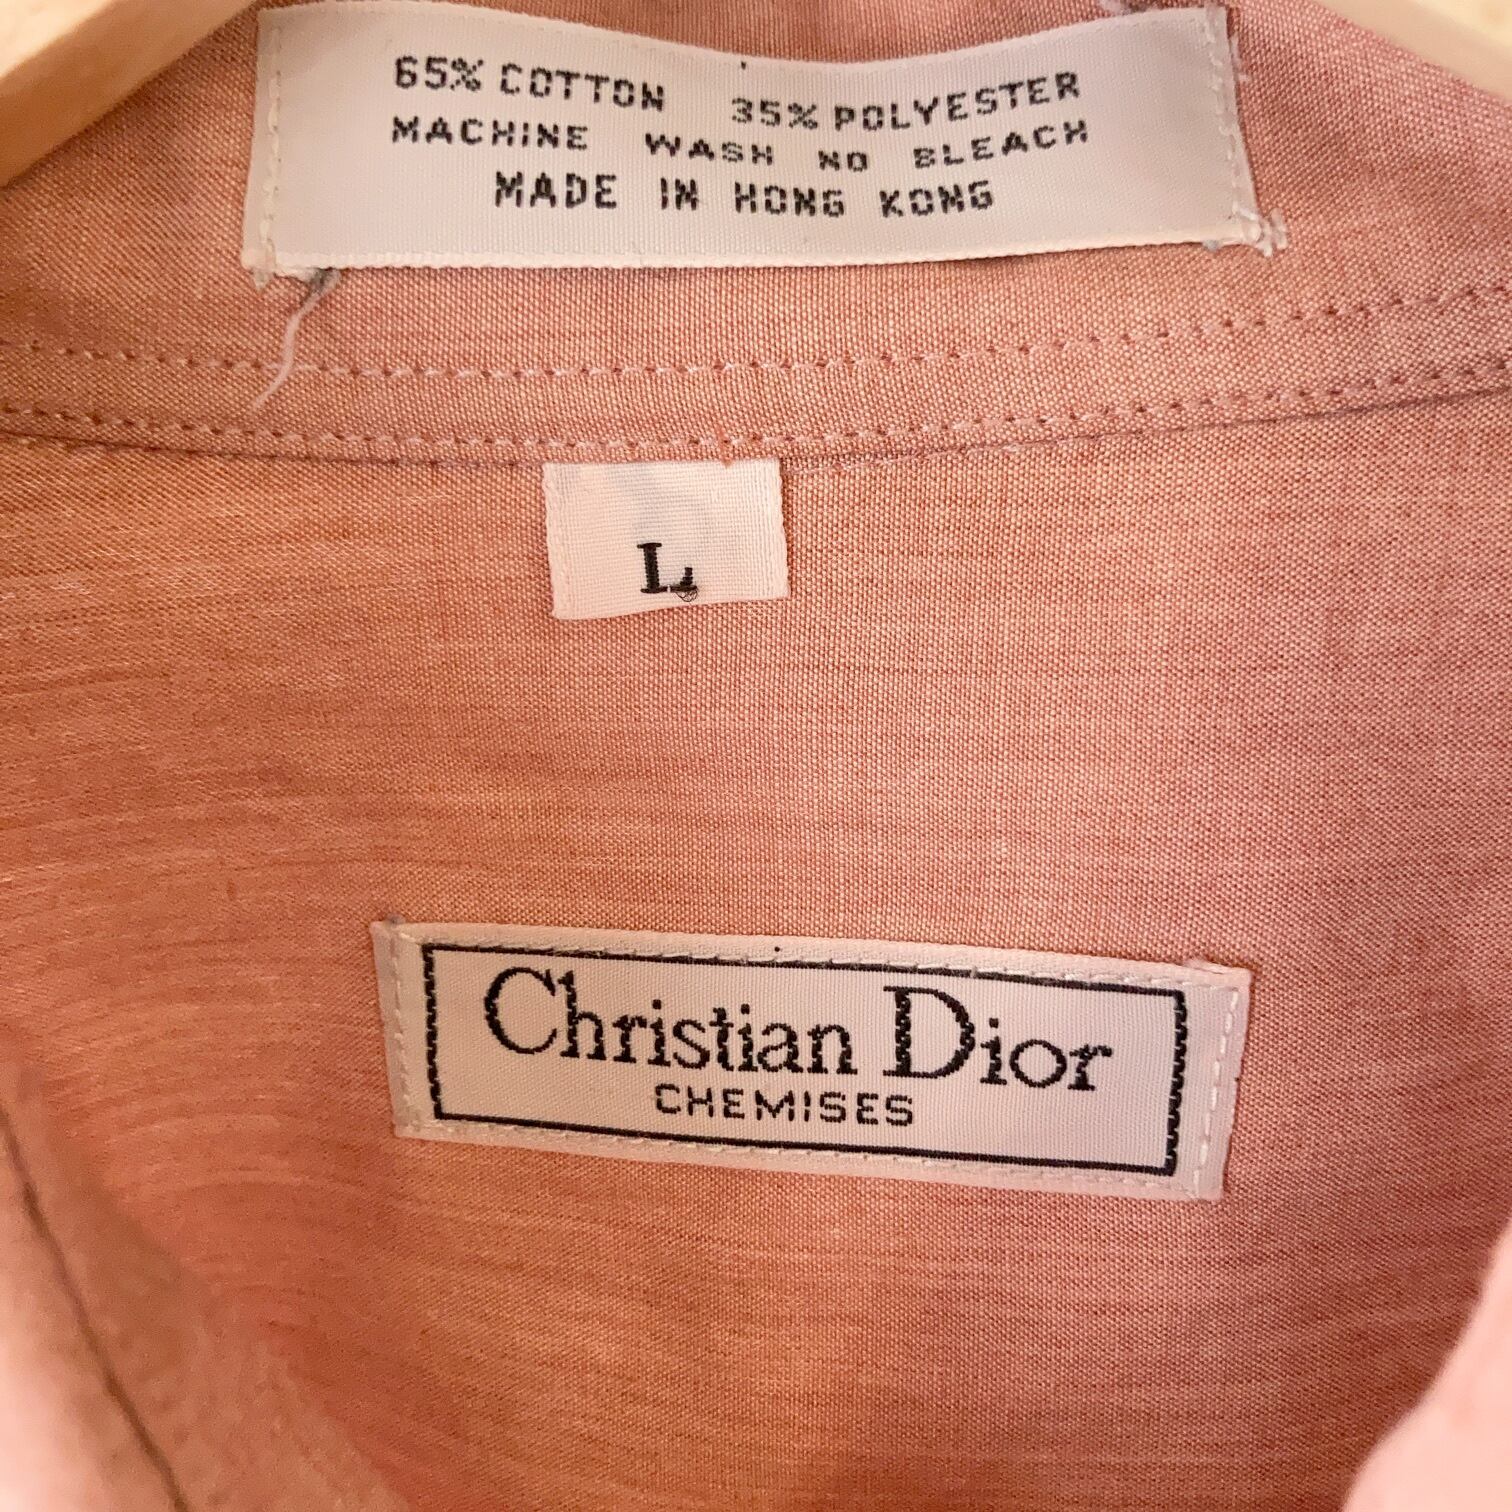 65% COTTON 35% POLYESTER
MACHINE WASH NO BLEACH
MADE IN HONG KONG
L
Christian Dior
CHEMISES